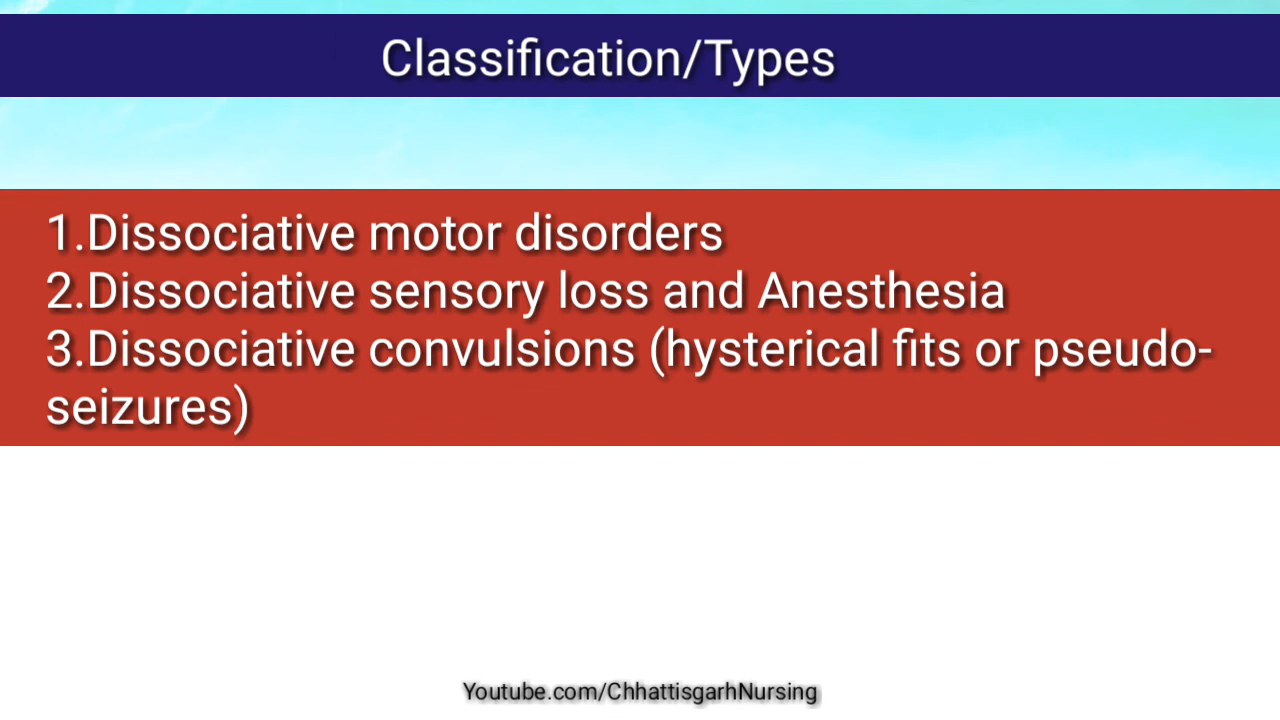 Classification/Types
1.Dissociative motor disorders
2.Dissociative sensory loss and Anesthesia
3.Dissociative convulsions (hysterical fits or pseudo-
seizures)
Youtube.com/ChhattisgarhNursing